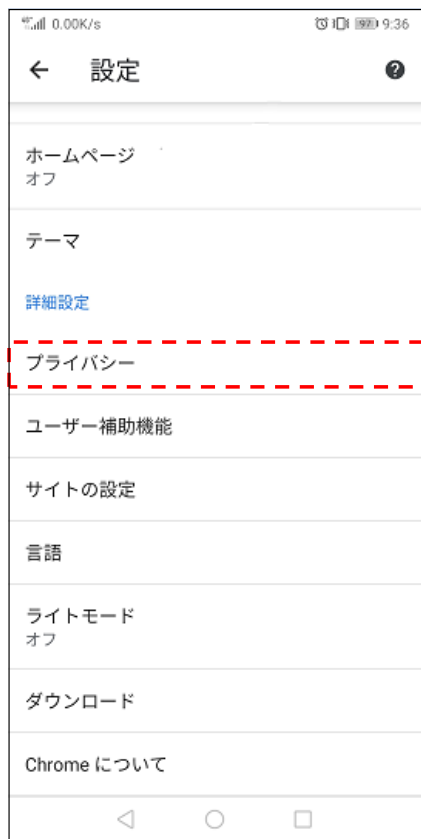 4G 0.00K/s 97 9:36
設定
ホームページ
オフ
テーマ
詳細設定
プライバシー
ユーザー補助機能
サイトの設定
言語
ライトモード
オフ
ダウンロード
Chrome について